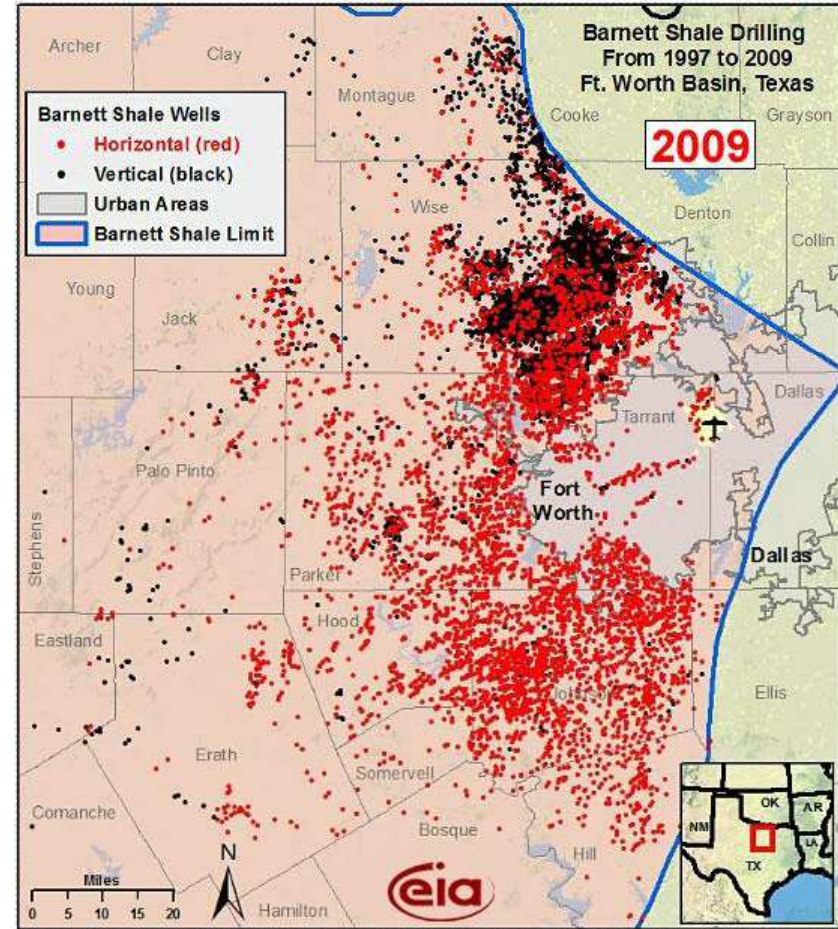 Barnett Shale Drilling
From 1997 to 2009
Ft. Worth Basin, Texas
2009
Barnett Shale Wells
Horizontal (red)
Vertical (black)
Urban Areas
Barnett Shale Limit
Archer
Clay
Montague
Cooke
Grayson
Wise
Denton
Collin
Young
Jack
Tarrant
Dallas
Palo Pinto
Fort
Worth
Stephens
Parker
Dallas
Hood
Eastland
Johnson
Ellis
Erath
Somervell
Comanche
Bosque
Hill
Hamilton
N
Miles
0 5 10 15 20
eia
OK
AR
NM
LA
TX